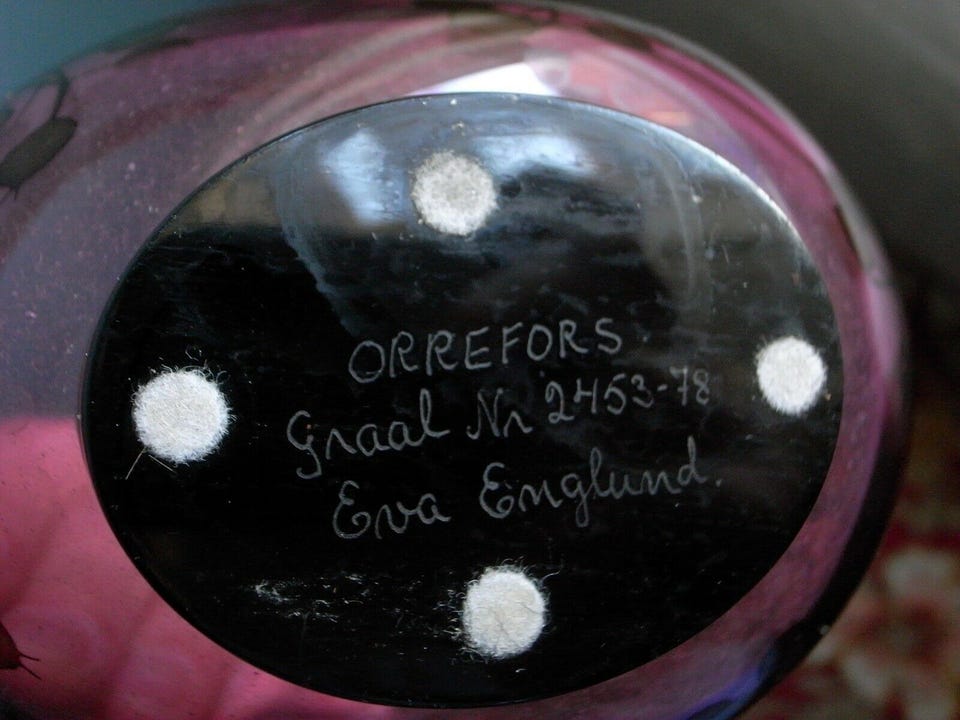 ORREFORS
Graal Nr 2453-78
Eva Englund.